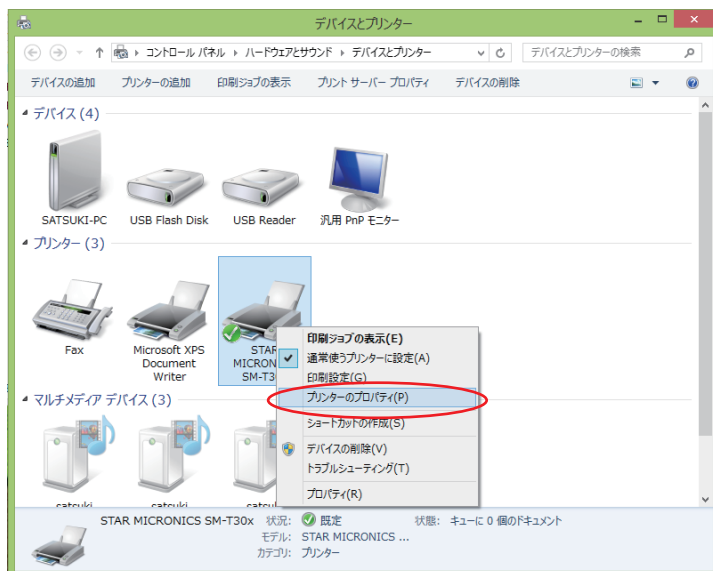 デバイスとプリンター
コントロール パネル ハードウェアとサウンド デバイスとプリンター
デバイスとプリンターの検索
デバイスの追加 プリンターの追加 印刷ジョブの表示 プリント サーバー プロパティ デバイスの削除
デバイス (4)
SATSUKI-PC USB Flash Disk USB Reader 汎用 PnP モニター
プリンター (3)
Fax
Microsoft XPS
Document
Writer
STAR
MICRON
SM-T3
印刷ジョブの表示(E)
通常使うプリンターに設定(A)
印刷設定(G)
プリンターのプロパティ(P)
ショートカットの作成(S)
デバイスの削除(V)
トラブルシューティング(T)
プロパティ(R)
マルチメディア デバイス (3)
satsuki satsuki satsu
STAR MICRONICS SM-T30x 状況: 既定 状態: キューに 0 個のドキュメント
モデル: STAR MICRONICS ...
カテゴリ: プリンター